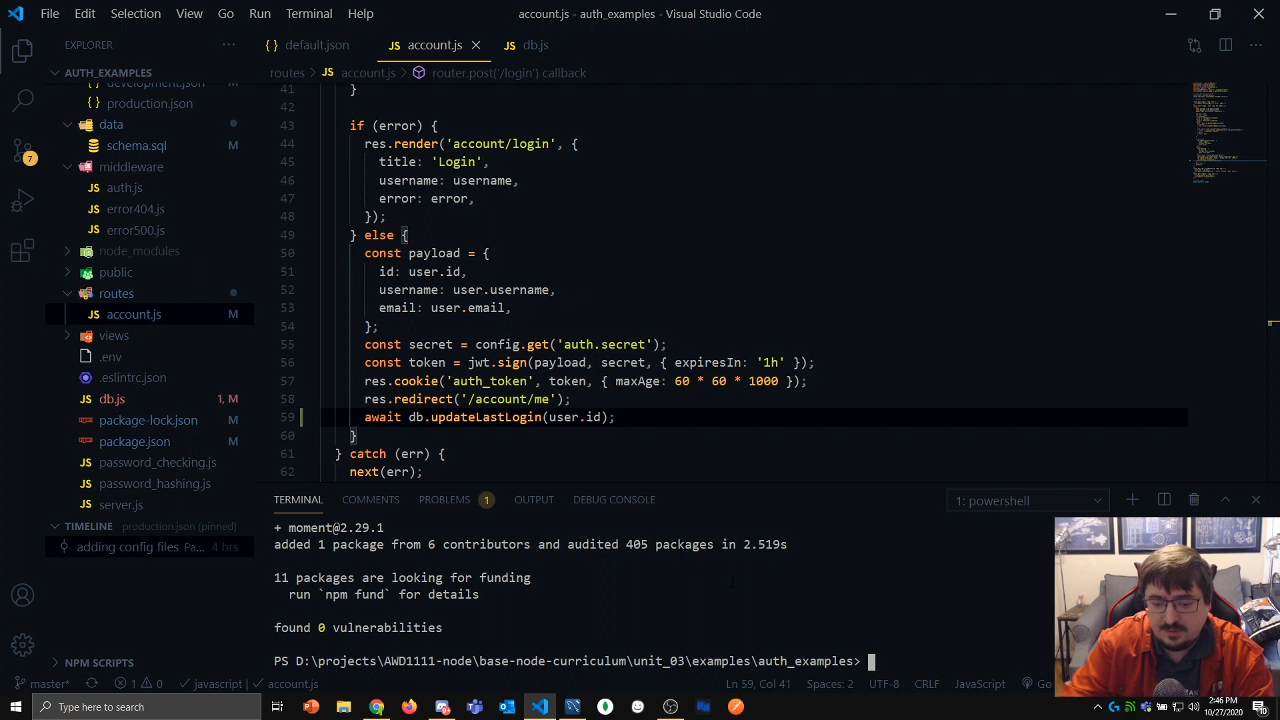 File Edit Selection View Go Run Terminal Help
account.js - auth_examples - Visual Studio Code
EXPLORER
AUTH_EXAMPLES
development.json
production.json
data
schema.sql M
middleware
auth.js
error404.js
error500.js
node_modules
public
routes
account.js M
views
.env
.eslintrc.json
db.js 1, M
package-lock.json M
package.json M
password_checking.js
password_hashing.js
server.js
TIMELINE production.json (pinned)
adding config files Pa... 4 hrs
NPM SCRIPTS
7
{ } default.json JS account.js JS db.js
routes > JS account.js > router.post('/login') callback
41 }
42
43 if (error) {
44 res.render('account/login', {
45 title: 'Login',
46 username: username,
47 error: error,
48 });
49 } else {
50 const payload = {
51 id: user.id,
52 username: user.username,
53 email: user.email,
54 };
55 const secret = config.get('auth.secret');
56 const token = jwt.sign(payload, secret, { expiresIn: '1h' });
57 res.cookie('auth_token', token, { maxAge: 60 * 60 * 1000 });
58 res.redirect('/account/me');
59 await db.updateLastLogin(user.id);
60 }
61 } catch (err) {
62 next(err);
TERMINAL COMMENTS PROBLEMS 1 OUTPUT DEBUG CONSOLE 1: powershell
+ moment@2.29.1
added 1 package from 6 contributors and audited 405 packages in 2.519s
11 packages are looking for funding
run `npm fund` for details
found 0 vulnerabilities
PS D:\projects\AWD1111-node\base-node-curriculum\unit_03\examples\auth_examples>
master* 1 0 javascript | account.js Ln 59, Col 41 Spaces: 2 UTF-8 CRLF JavaScript Go
Type here to search
2:46 PM
10/27/2020